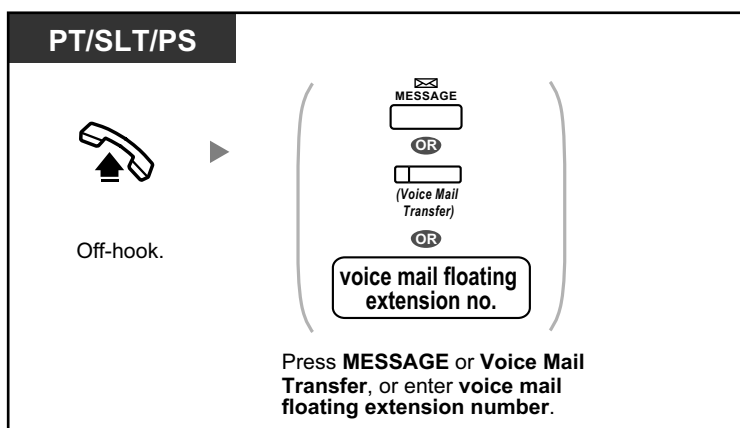 PT/SLT/PS
MESSAGE
OR
(Voice Mail
Transfer)
OR
Off-hook.
voice mail floating
extension no.
Press MESSAGE or Voice Mail
Transfer, or enter voice mail
floating extension number.